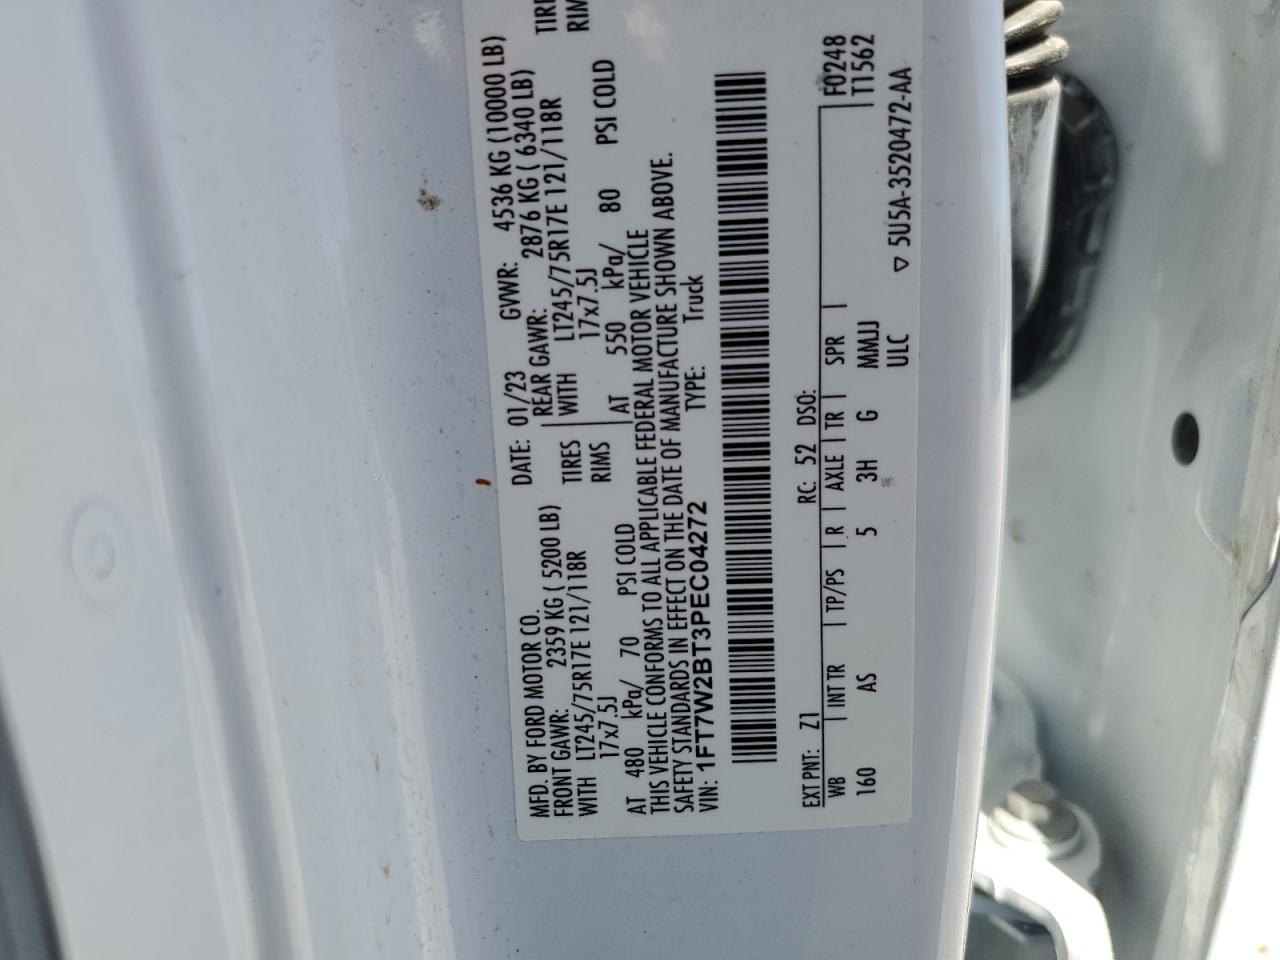 MFD. BY FORD MOTOR CO.
DATE: 01/23 GVWR: 4536 KG (10000 LB)
FRONT GAWR: 2359 KG ( 5200 LB) REAR GAWR: 2876 KG ( 6340 LB)
WITH LT245/75R17E 121/118R TIRES WITH LT245/75R17E 121/118R TIRE
17x7.5J RIMS 17x7.5J RIM
AT 480 kPa/ 70 PSI COLD AT 550 kPa/ 80 PSI COLD
THIS VEHICLE CONFORMS TO ALL APPLICABLE FEDERAL MOTOR VEHICLE
SAFETY STANDARDS IN EFFECT ON THE DATE OF MANUFACTURE SHOWN ABOVE.
VIN: 1FT7W2BT3PEC04272 TYPE: Truck
EXT PNT: Z1 RC: 52 DSO: F0248
WB INT TR TP/PS R AXLE TR SPR T1562
160 AS 5 3H G MMJJ
ULC ▽ 5U5A-3520472-AA